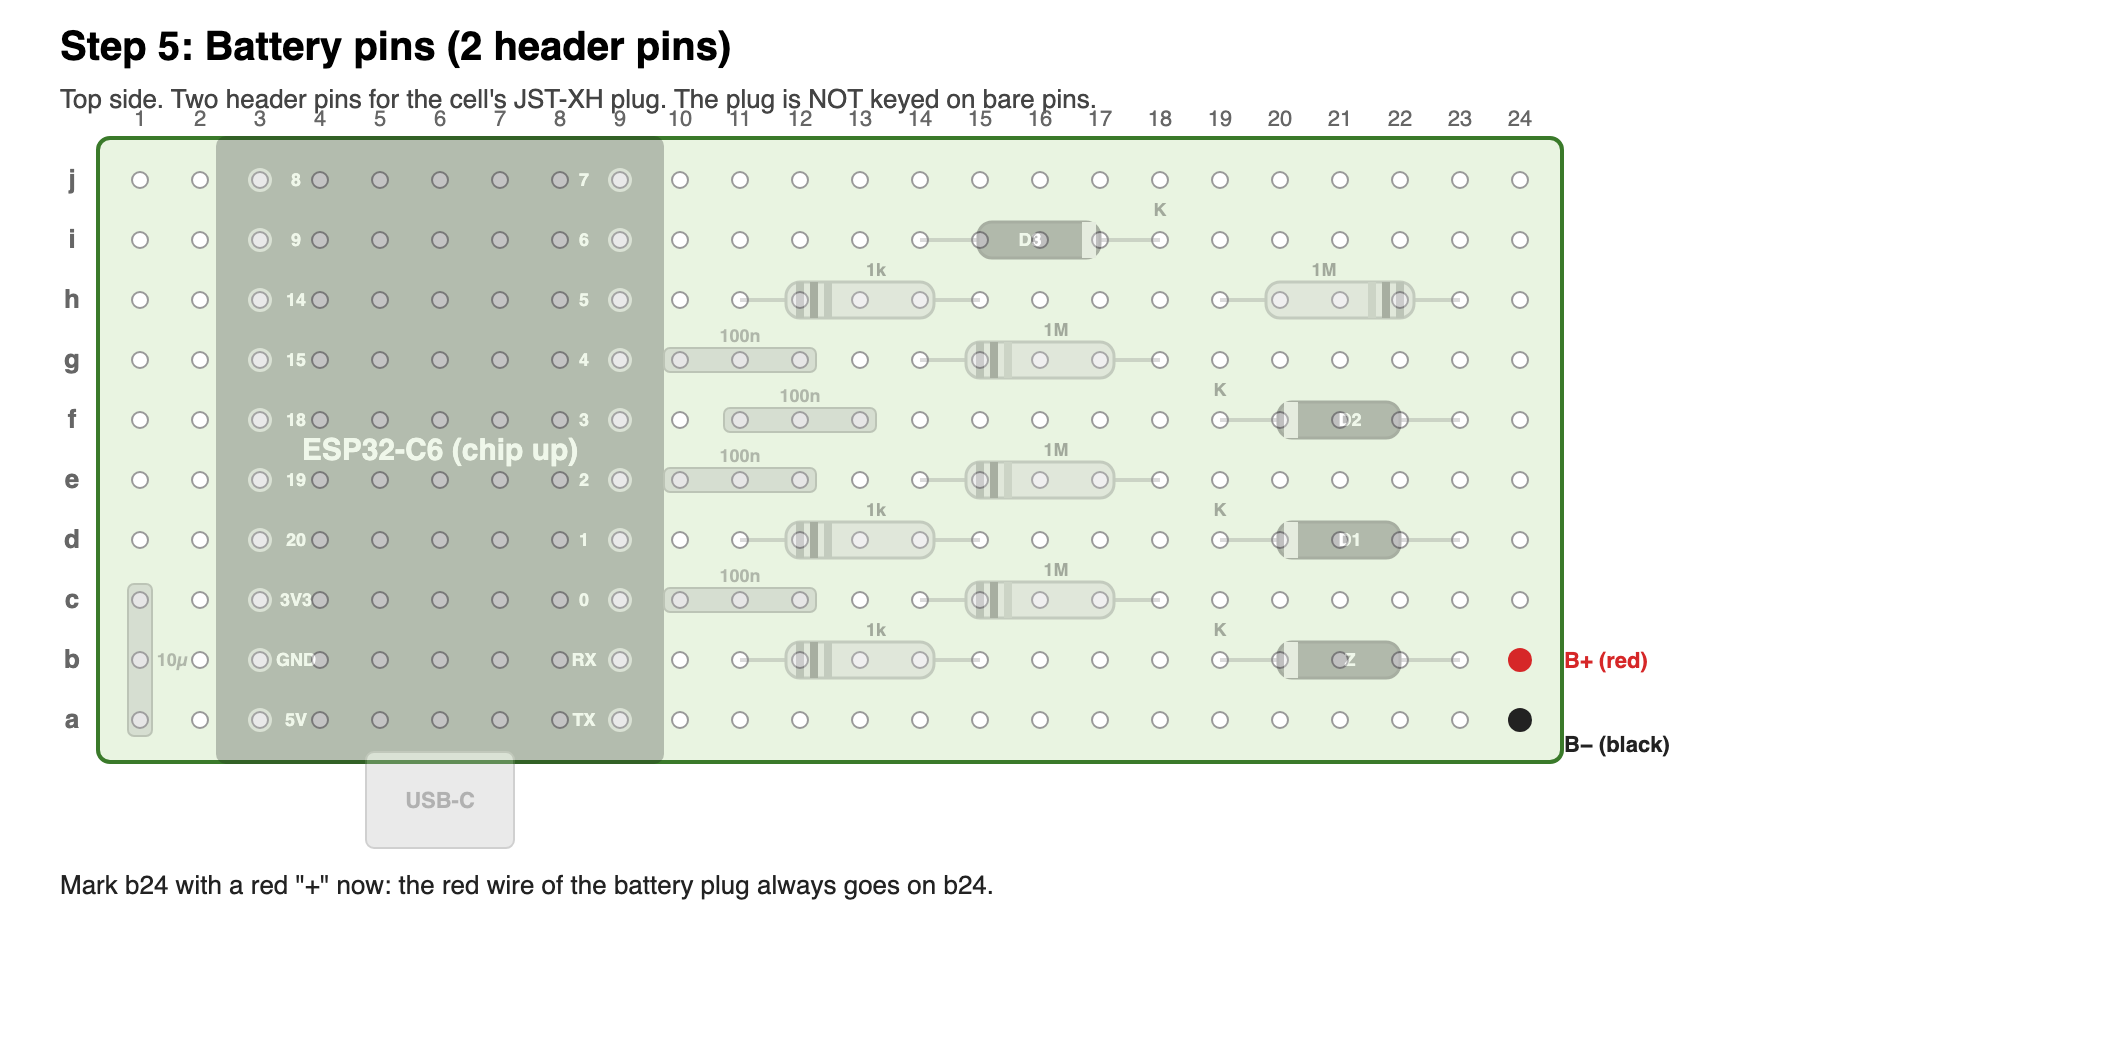 Step 5: Battery pins (2 header pins)
Top side. Two header pins for the cell's JST-XH plug. The plug is NOT keyed on bare pins.
1 2 3 4 5 6 7 8 9 10 11 12 13 14 15 16 17 18 19 20 21 22 23 24
j 8 7
K
i 9 6 D3
1k 1M
h 14 5
100n 1M
g 15 4
100n K
f 18 3 D2
ESP32-C6 (chip up)
100n 1M
e 19 2
1k K
d 20 1 D1
100n 1M
c 3V3 0
1k K
b 10µ GND RX Z B+ (red)
a 5V TX
B− (black)
USB-C
Mark b24 with a red "+" now: the red wire of the battery plug always goes on b24.